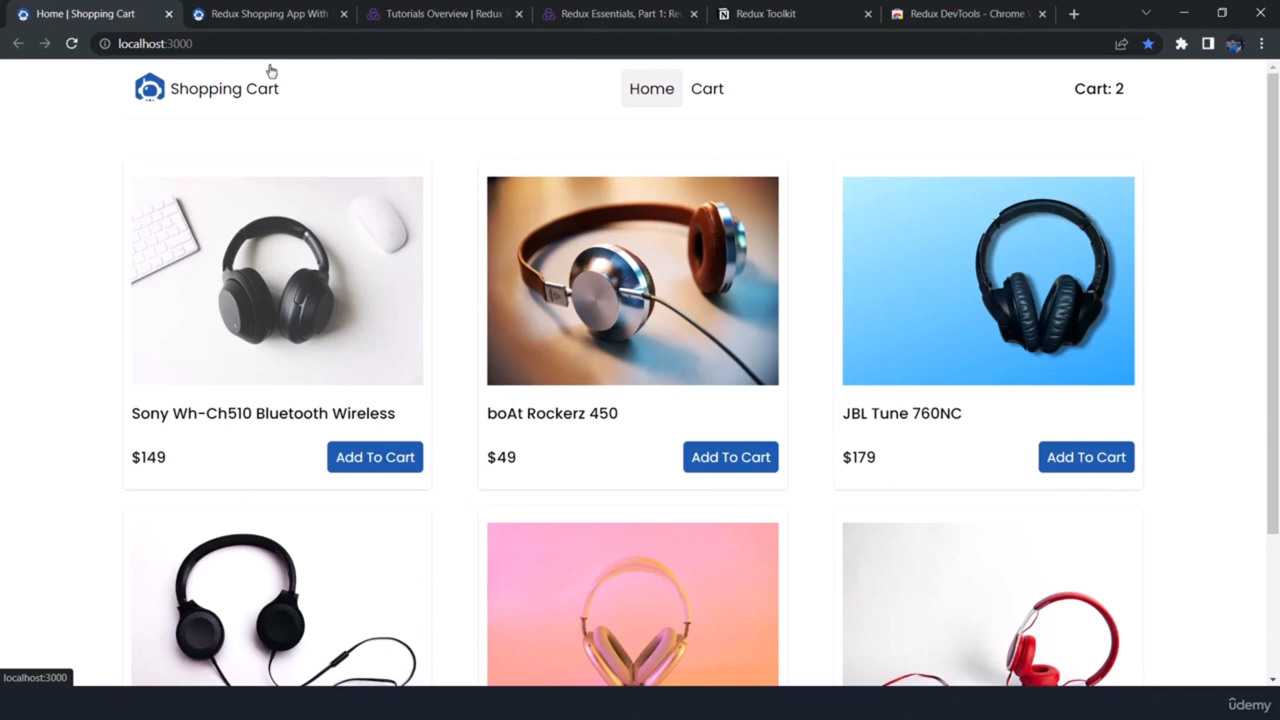 Home | Shopping Cart
Redux Shopping App With
Tutorials Overview | Redux
Redux Essentials, Part 1: Re
Redux Toolkit
Redux DevTools - Chrome
localhost:3000
Shopping Cart
Home
Cart
Cart: 2
Sony Wh-Ch510 Bluetooth Wireless
boAt Rockerz 450
JBL Tune 760NC
$149
Add To Cart
$49
Add To Cart
$179
Add To Cart
localhost:3000
ûdemy